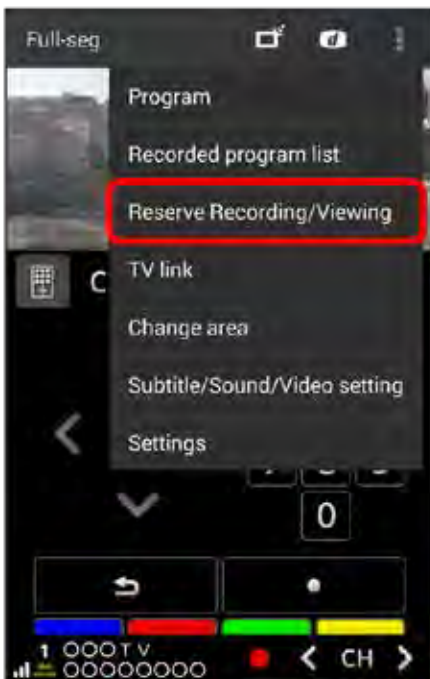 Full-seg
Program
Recorded program list
Reserve Recording/Viewing
TV link
C
Change area
Subtitle/Sound/Video setting
Settings
0
1 OOOTV
OOOOOOOO
CH